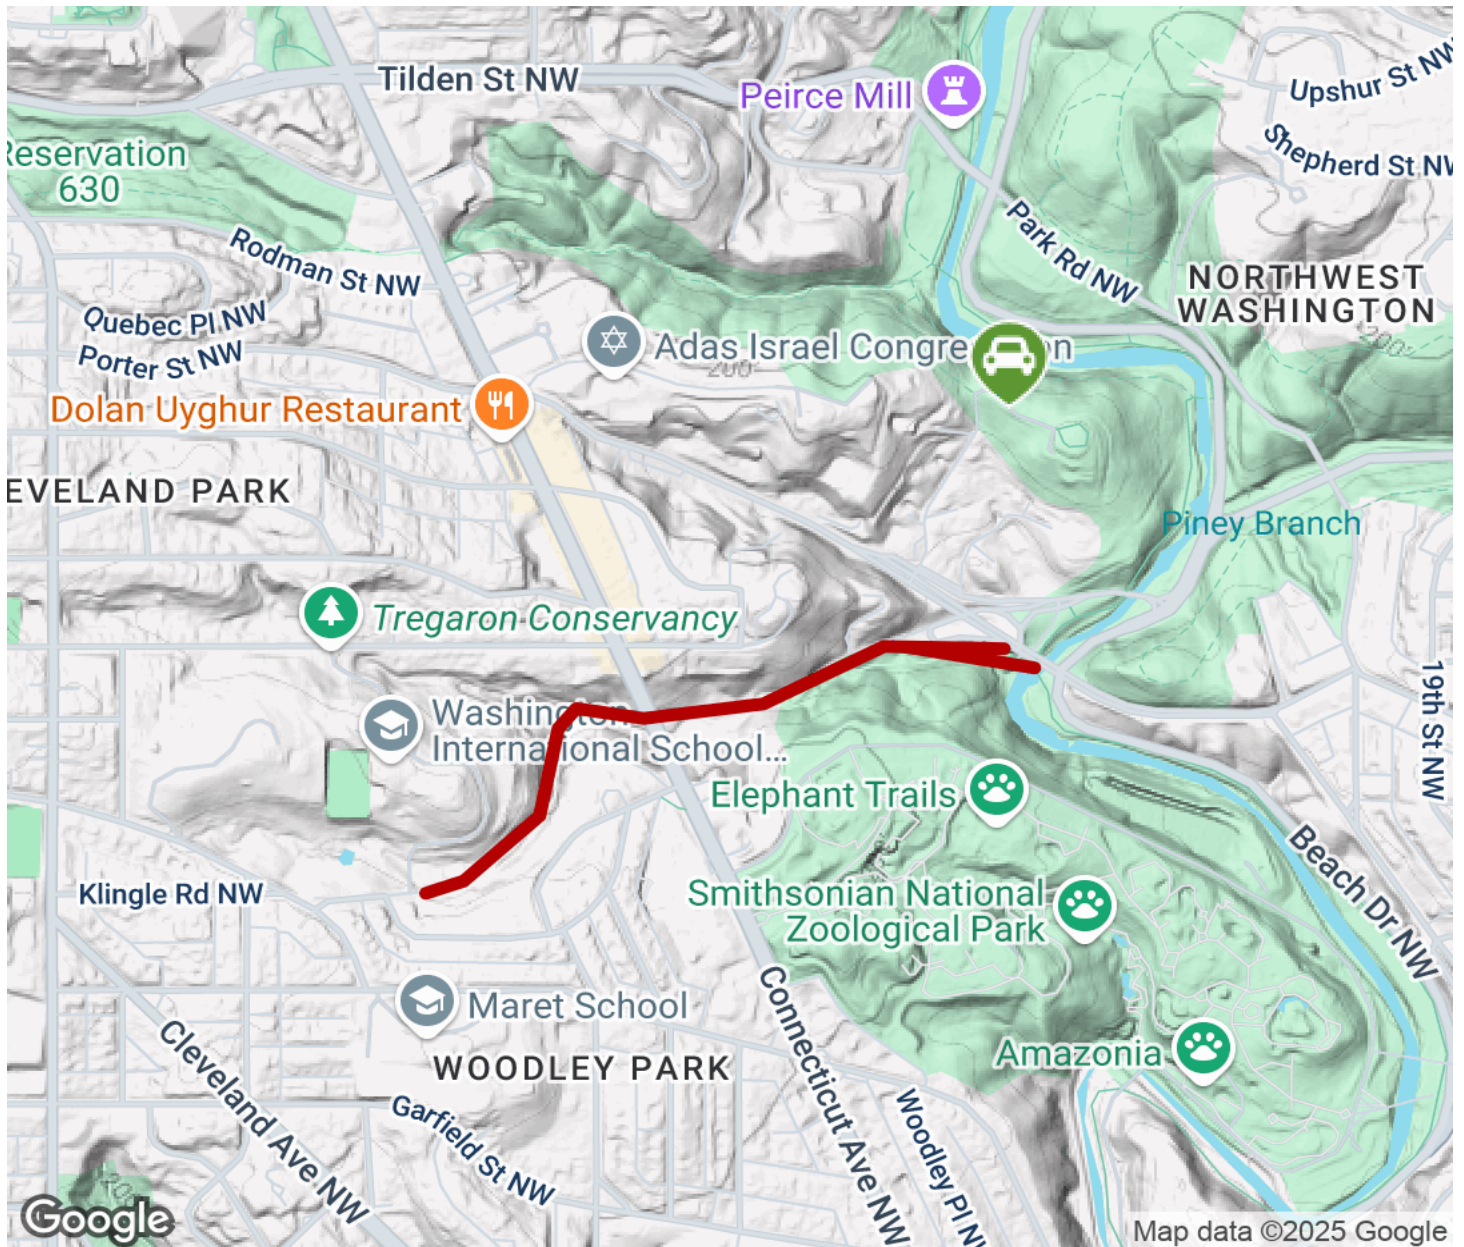 Tilden St NW
Peirce Mill
Upshur St NW
Shepherd St NW
Reservation
630
Park Rd NW
Rodman St NW
NORTHWEST
WASHINGTON
Quebec PI NW
Porter St NW
Adas Israel Congre
n
200'
200'
Dolan Uyghur Restaurant
EVELAND PARK
Piney Branch
Tregaron Conservancy
19th St NW
Washington
International School...
Elephant Trails
Beach Dr NW
Klingle Rd NW
Smithsonian National
Zoological Park
Maret School
Connecticut Ave NW
Cleveland Ave NW
WOODLEY PARK
Amazonia
Garfield St NW
Woodley Pl N
Google
Map data ©2025 Google